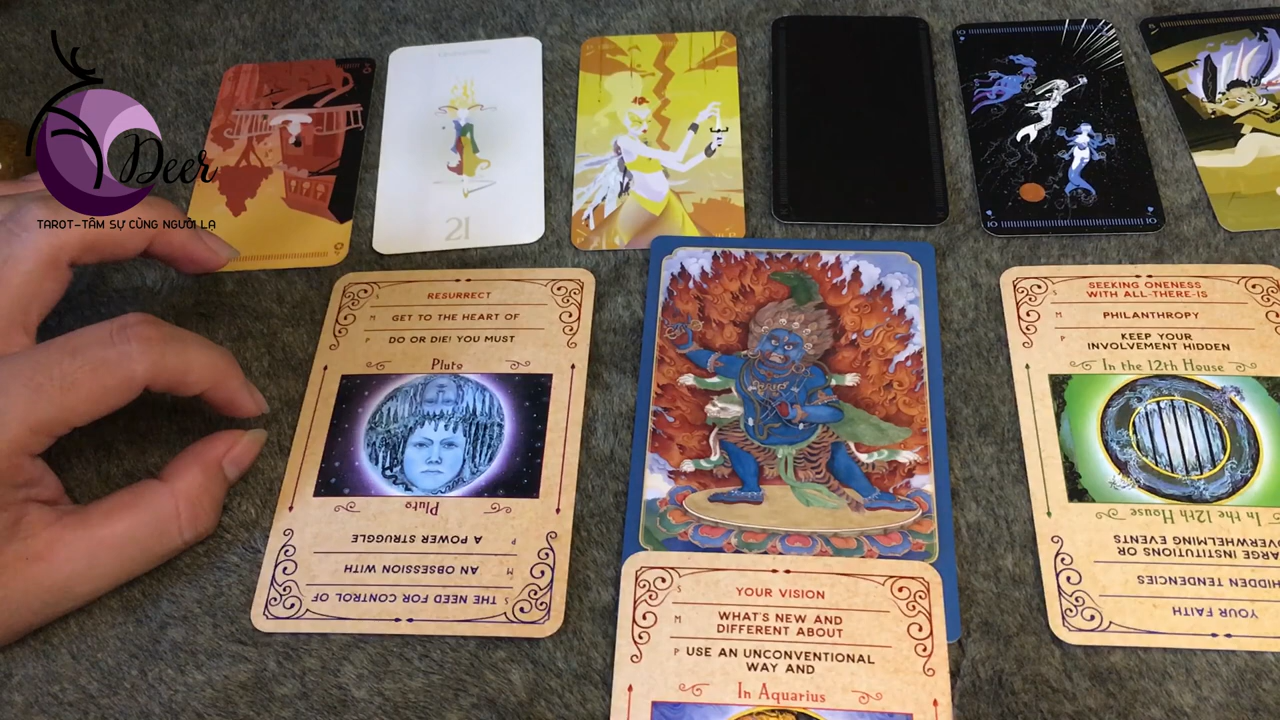 Deer
TAROT-TÂM SỰ CÙNG NGƯỜI LẠ
21
10
10
S RESURRECT
M GET TO THE HEART OF
P DO OR DIE! YOU MUST
Pluto
Pluto
P A POWER STRUGGLE
M AN OBSESSION WITH
S THE NEED FOR CONTROL OF
S YOUR VISION
M WHAT'S NEW AND
DIFFERENT ABOUT
P USE AN UNCONVENTIONAL
WAY AND
In Aquarius
S SEEKING ONENESS
WITH ALL-THERE-IS
M PHILANTHROPY
P KEEP YOUR
INVOLVEMENT HIDDEN
In the 12th House
In the 12th House
LARGE INSTITUTIONS OR
OVERWHELMING EVENTS
HIDDEN TENDENCIES
YOUR FAITH